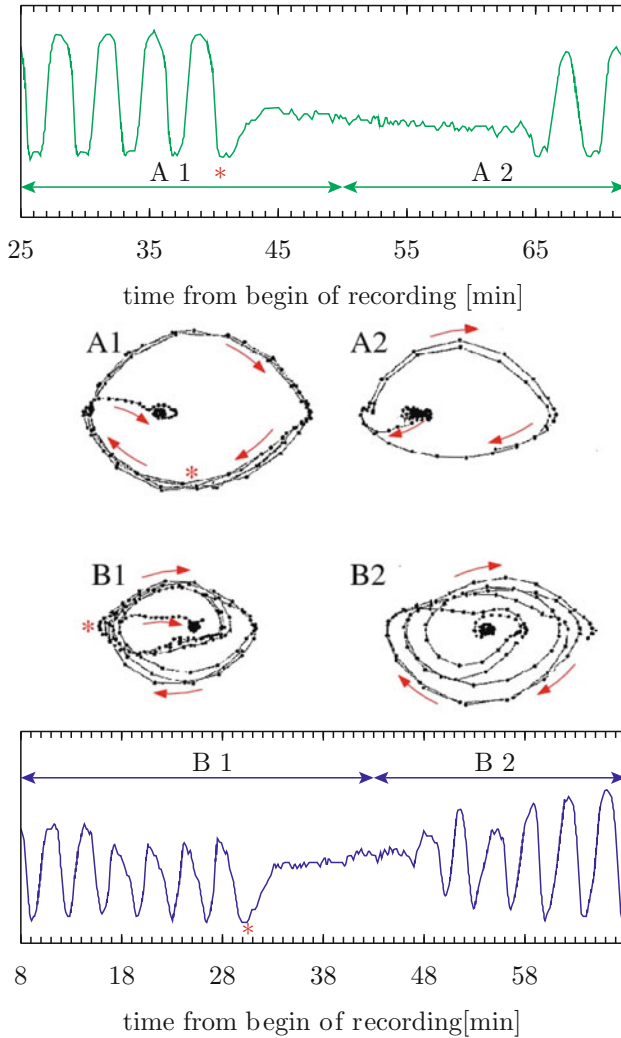 A 1 A 2
*
25 35 45 55 65
time from begin of recording [min]
A1 A2
*
B1 B2
*
B 1 B 2
*
8 18 28 38 48 58
time from begin of recording[min]